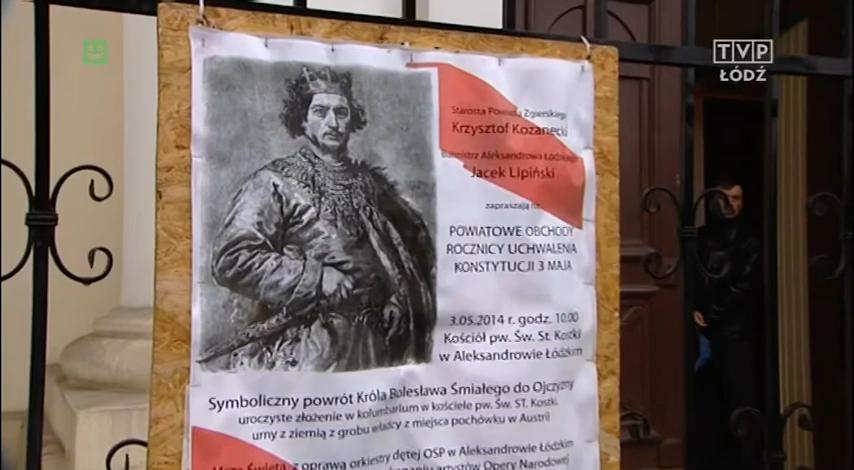 TVP
ŁÓDŹ
Starosta Powiatu Zgierskiego
Krzysztof Kozanecki
Burmistrz Aleksandrowa Łódzkiego
Jacek Lipiński
zapraszają na
POWIATOWE OBCHODY
ROCZNICY UCHWALENIA
KONSTYTUCJI 3 MAJA
3.05.2014 r. godz. 10.00
Kościół pw. Św. St. Kostki
w Aleksandrowie Łódzkim
Symboliczny powrót Króla Bolesława Śmiałego do Ojczyzny
uroczyste złożenie w kolumbarium w kościele pw. Św. ST. Kostki
urny z ziemią z grobu władcy z miejsca pochówku w Austrii
Msza Święta z oprawą orkiestry dętej OSP w Aleksandrowie Łódzkim
artystów Opery Narodowej